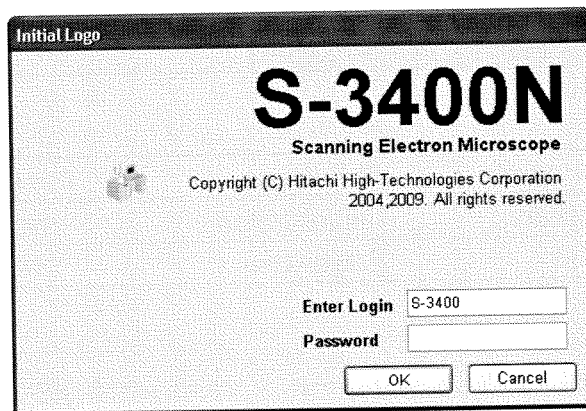 Initial Logo
S-3400N
Scanning Electron Microscope
Copyright (C) Hitachi High-Technologies Corporation
2004,2009. All rights reserved.
Enter Login S-3400
Password
OK Cancel